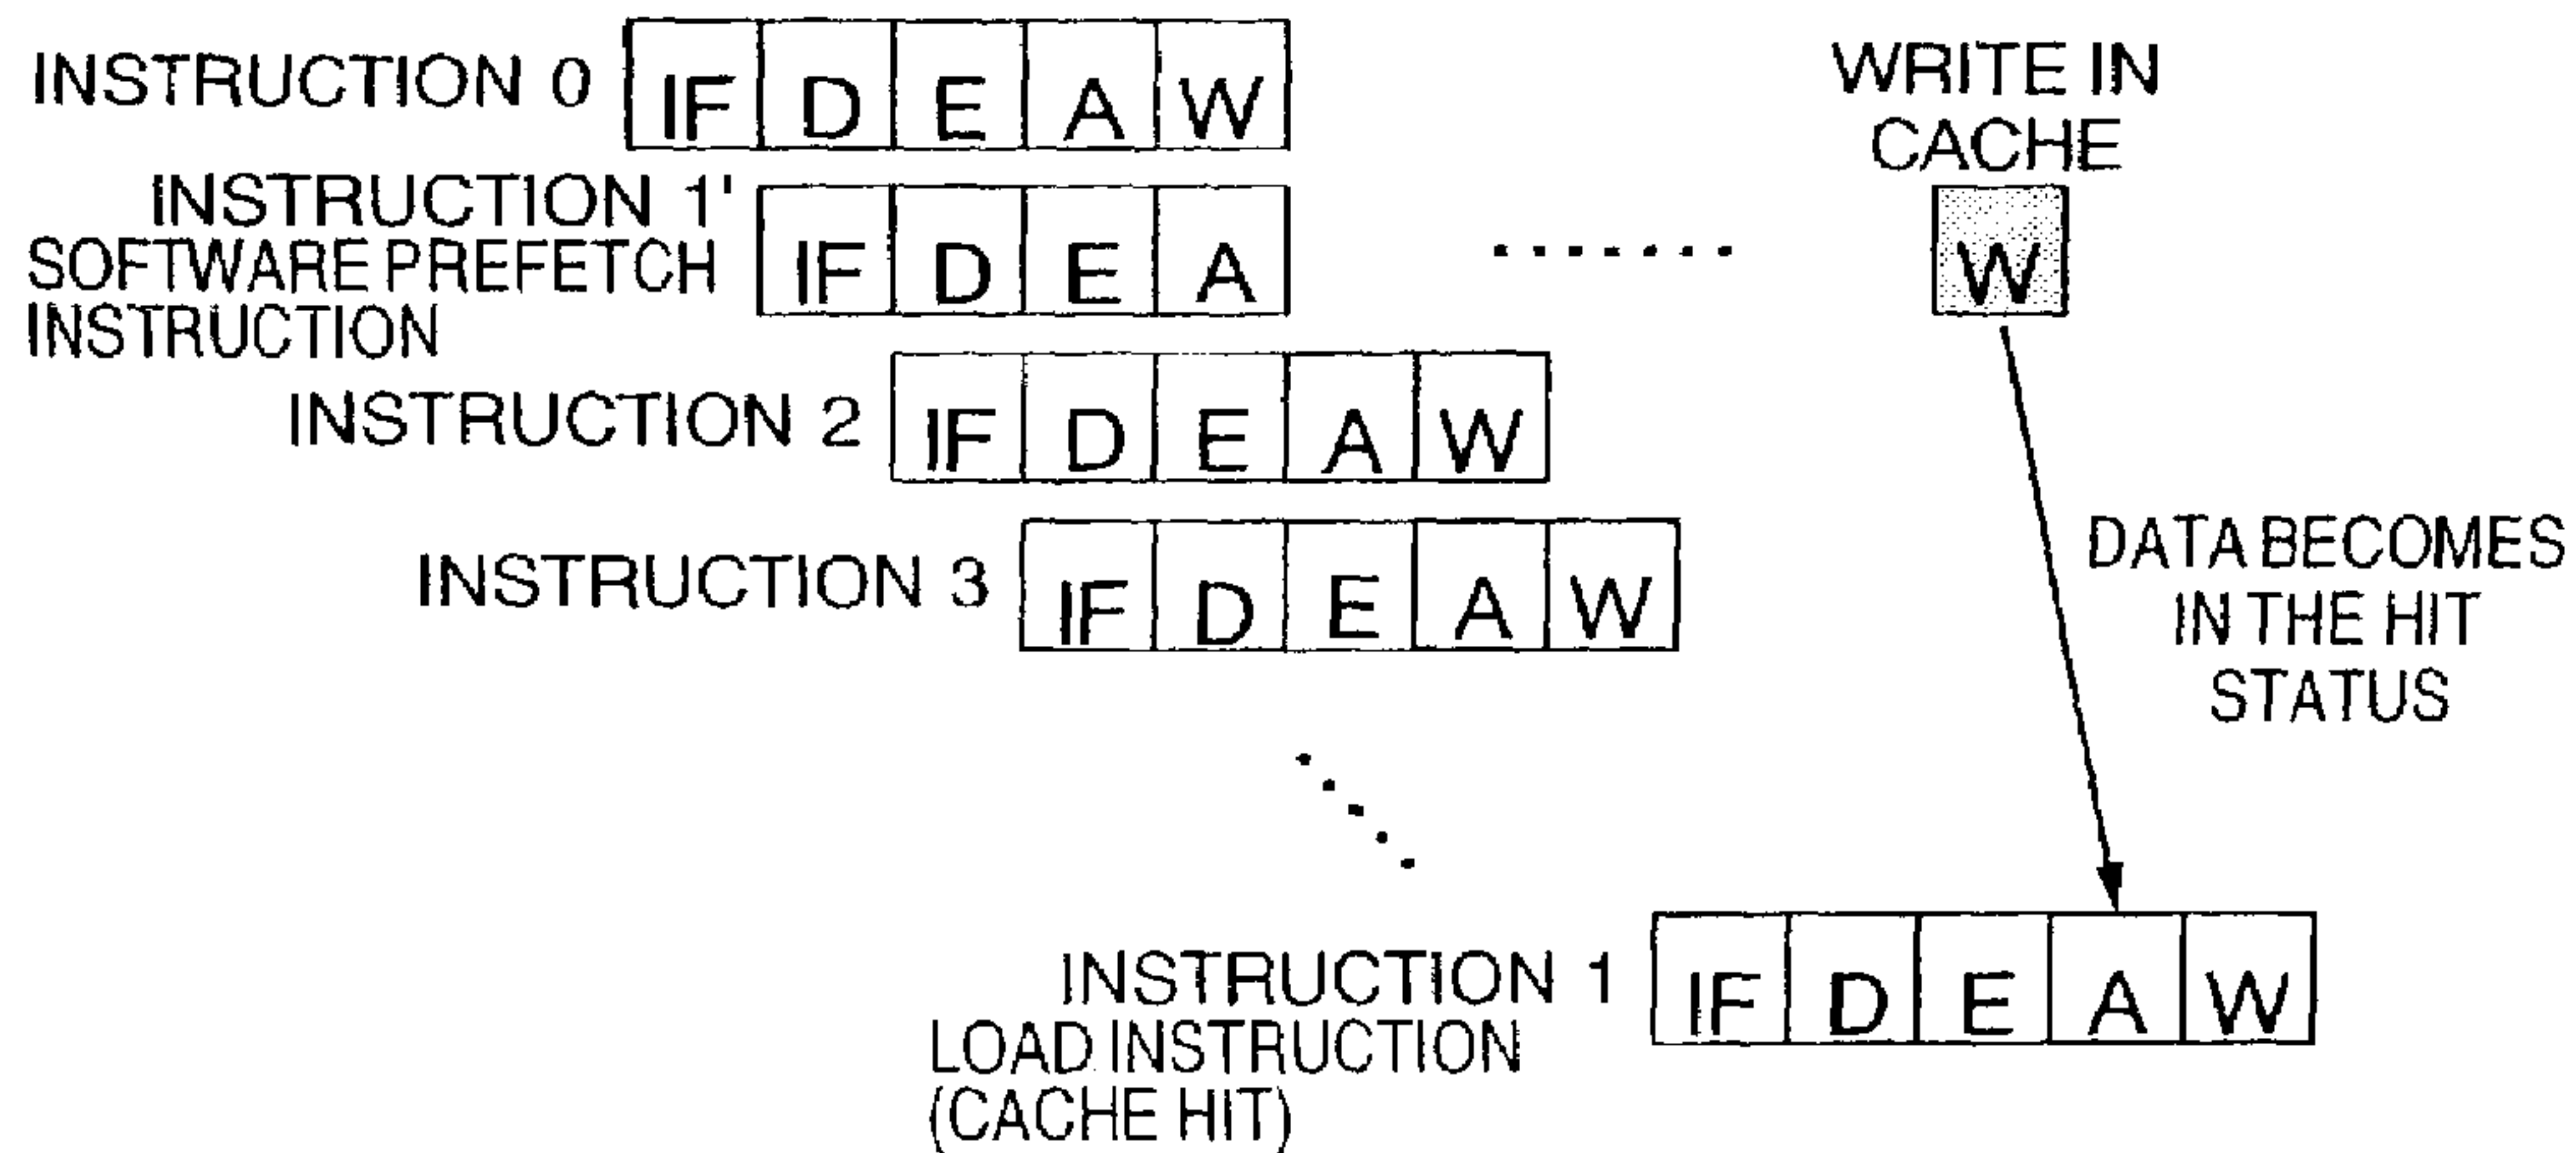 INSTRUCTION 0 IF D E A W
WRITE IN
CACHE
INSTRUCTION 1'
SOFTWARE PREFETCH
INSTRUCTION
IF D E A ....... W
INSTRUCTION 2 IF D E A W
INSTRUCTION 3 IF D E A W
DATA BECOMES
IN THE HIT
STATUS
INSTRUCTION 1
LOAD INSTRUCTION
(CACHE HIT)
IF D E A W